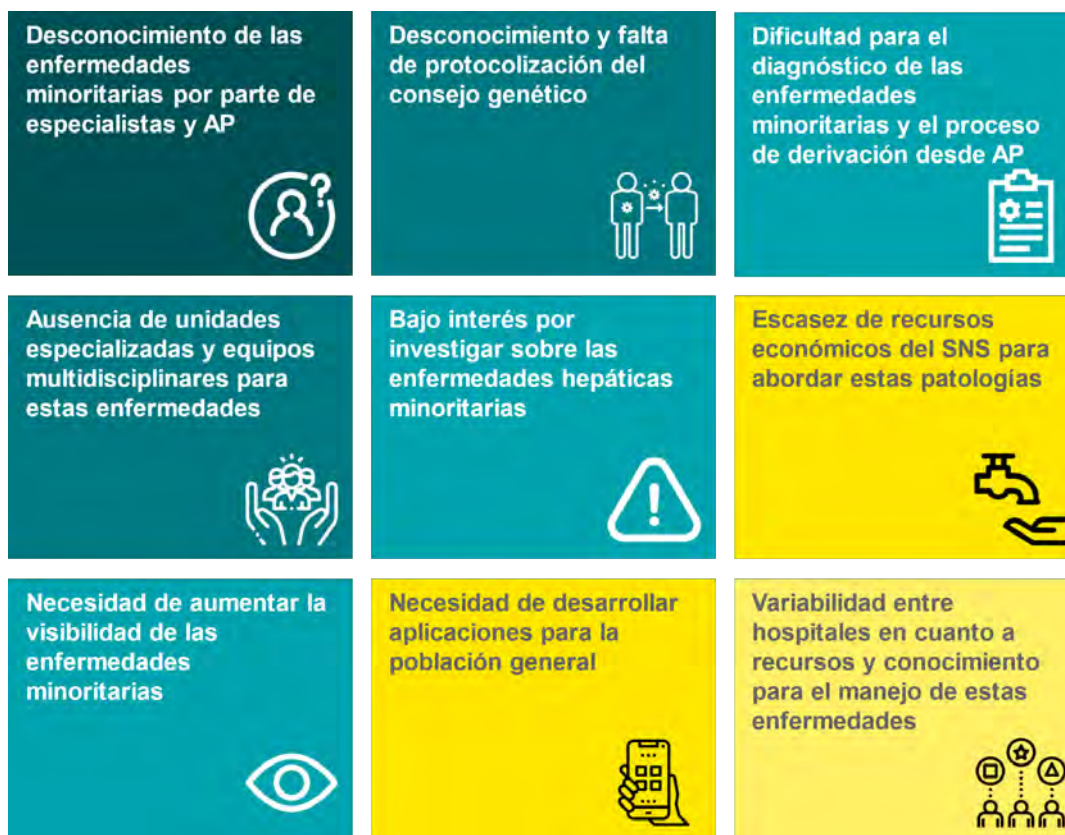 Desconocimiento de las
enfermedades
minoritarias por parte de
especialistas y AP
Desconocimiento y falta
de protocolización del
consejo genético
Dificultad para el
diagnóstico de las
enfermedades
minoritarias y el proceso
de derivación desde AP
Ausencia de unidades
especializadas y equipos
multidisciplinares para
estas enfermedades
Bajo interés por
investigar sobre las
enfermedades hepáticas
minoritarias
Escasez de recursos
económicos del SNS para
abordar estas patologías
Necesidad de aumentar la
visibilidad de las
enfermedades
minoritarias
Necesidad de desarrollar
aplicaciones para la
población general
Variabilidad entre
hospitales en cuanto a
recursos y conocimiento
para el manejo de estas
enfermedades